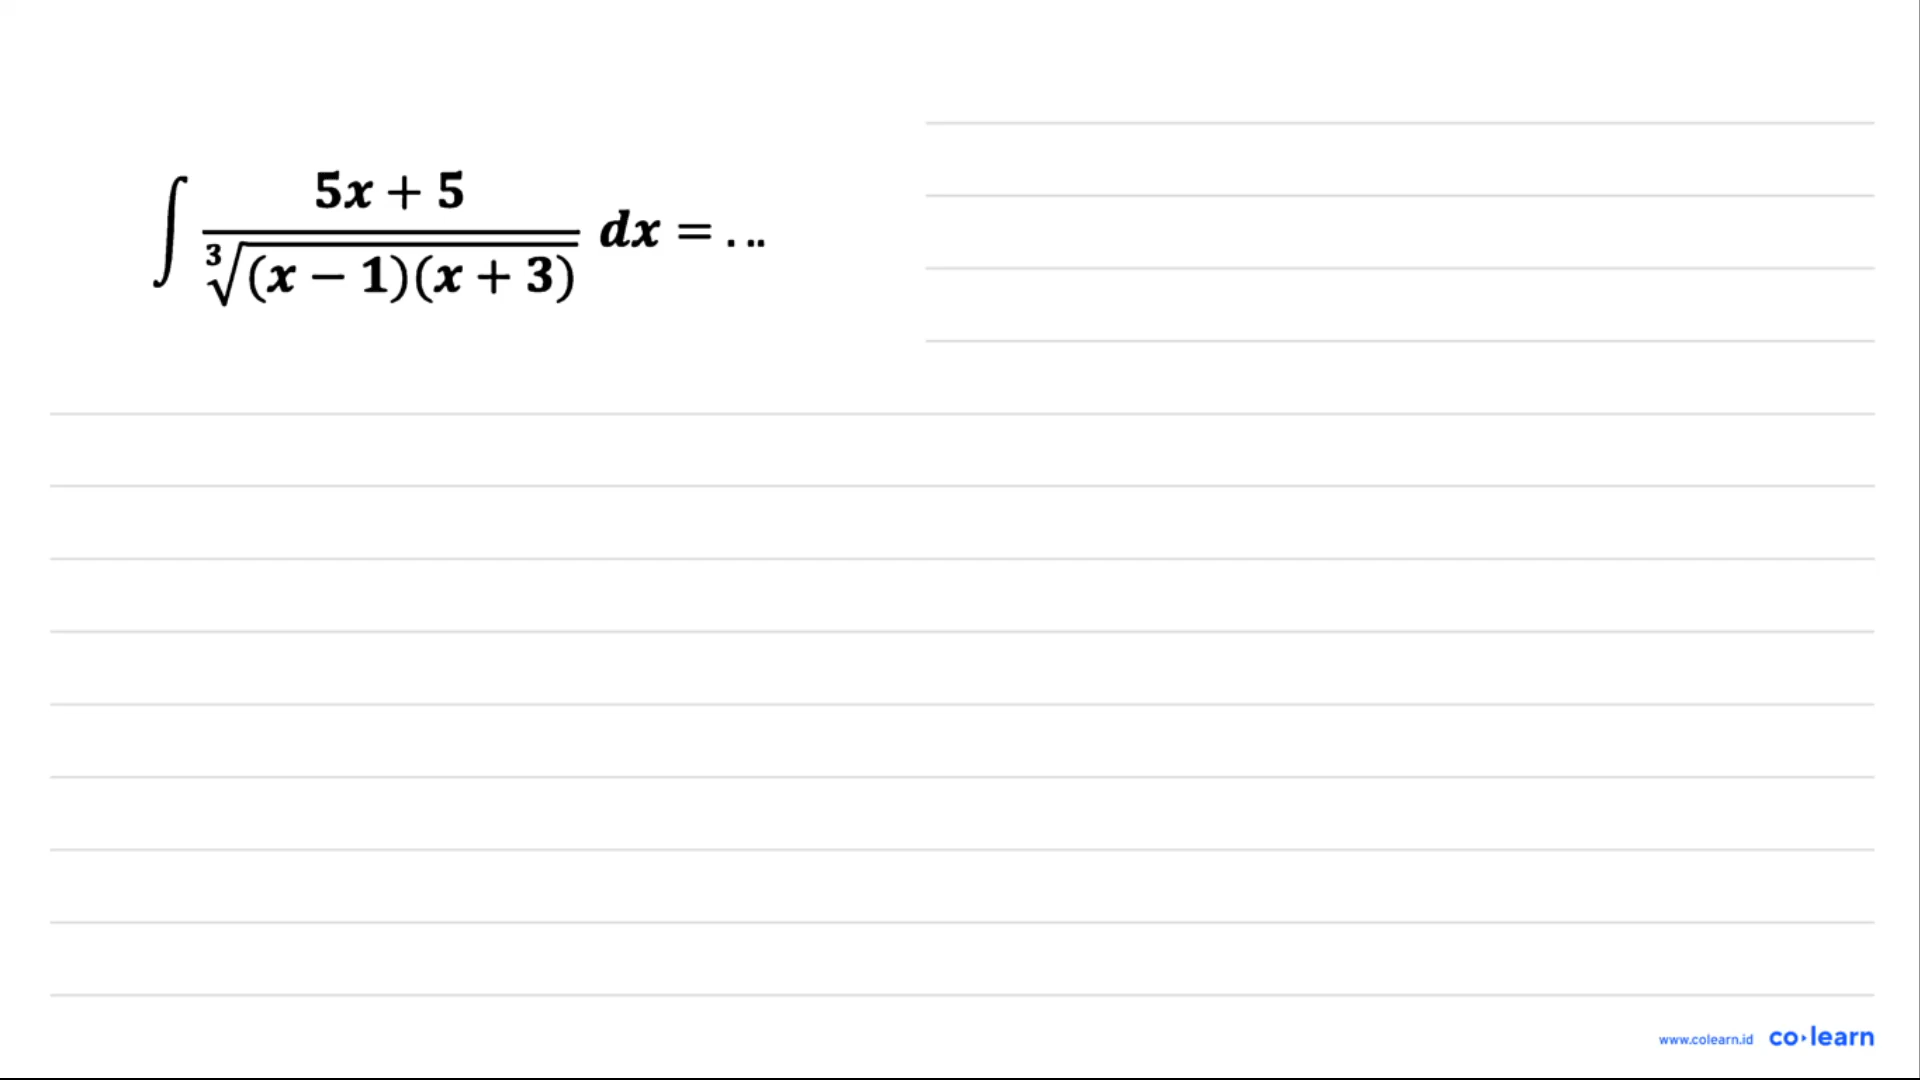 ∫ (5x + 5) / ∛((x − 1)(x + 3)) dx = ...
www.colearn.id co·learn